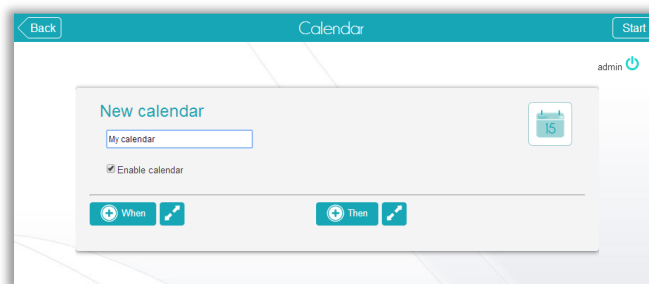 Back Calendar Start
admin
New calendar
15
My calendar
Enable calendar
When Then